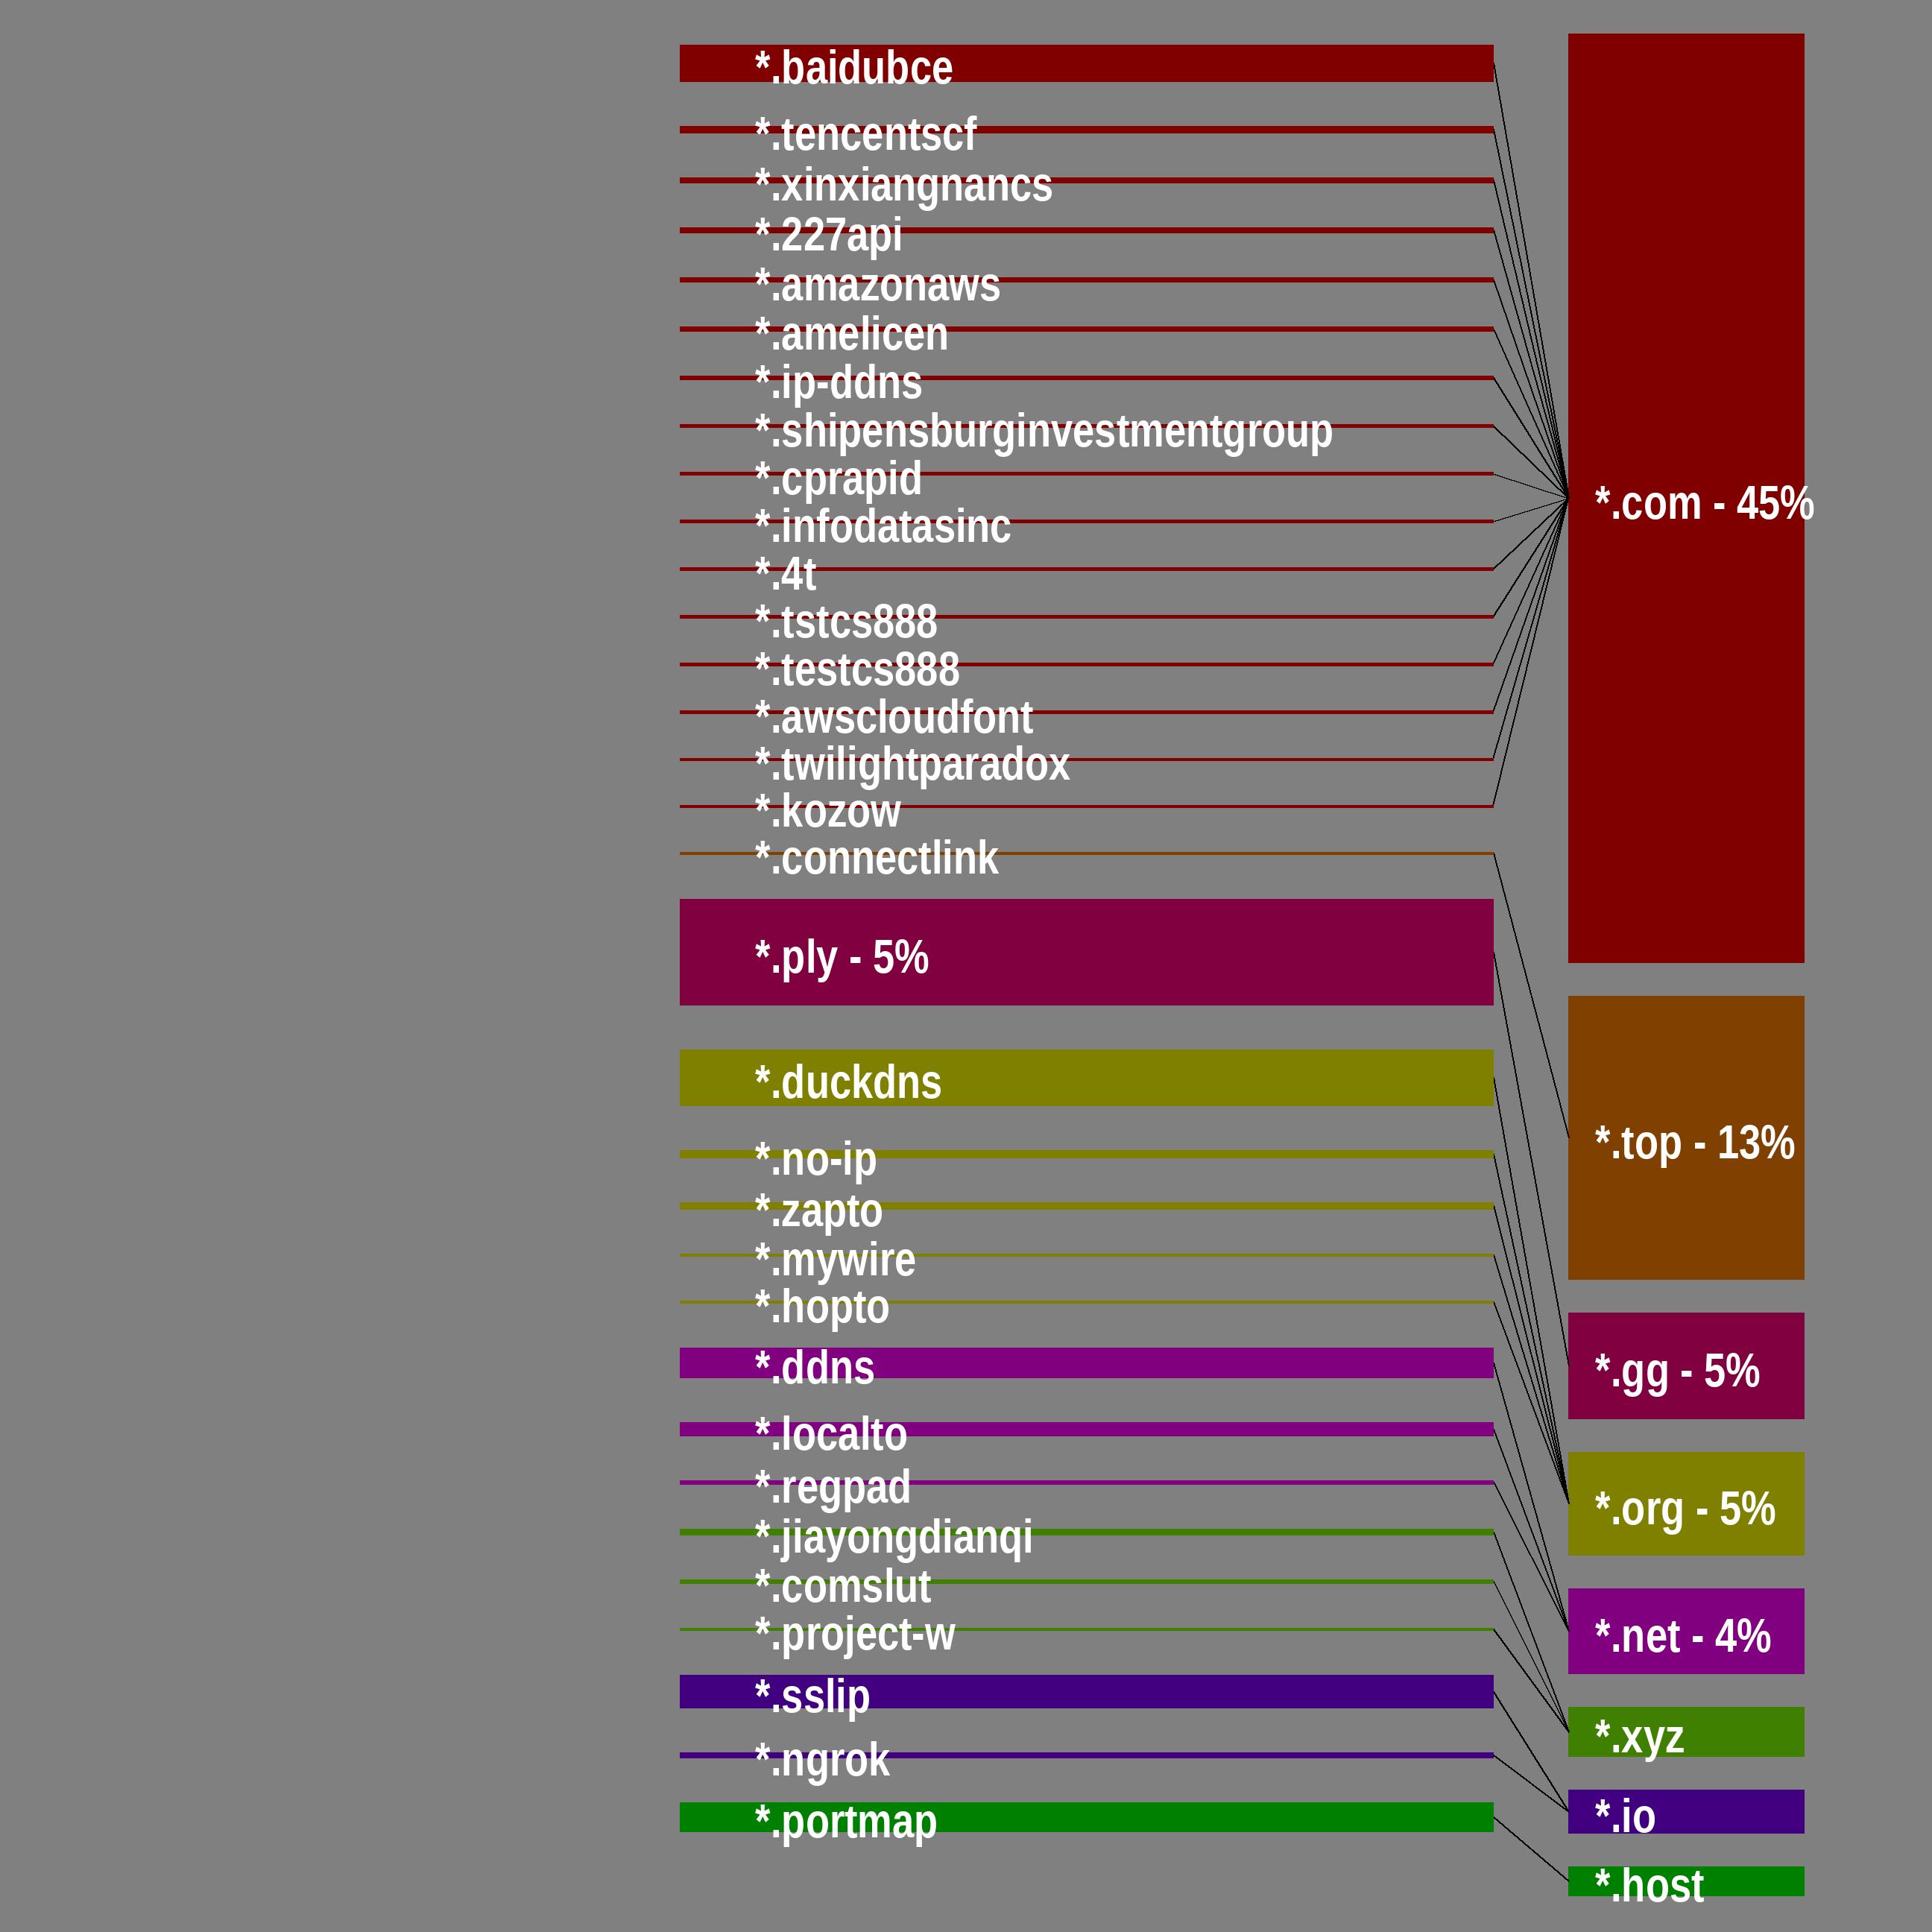 *.baidubce
*.tencentscf
*.xinxiangnancs
*.227api
*.amazonaws
*.amelicen
*.ip-ddns
*.shipensburginvestmentgroup
*.cprapid
*.infodatasinc
*.4t
*.tstcs888
*.testcs888
*.awscloudfont
*.twilightparadox
*.kozow
*.connectlink
*.ply - 5%
*.duckdns
*.no-ip
*.zapto
*.mywire
*.hopto
*.ddns
*.localto
*.regpad
*.jiayongdianqi
*.comslut
*.project-w
*.sslip
*.ngrok
*.portmap
*.com - 45%
*.top - 13%
*.gg - 5%
*.org - 5%
*.net - 4%
*.xyz
*.io
*.host